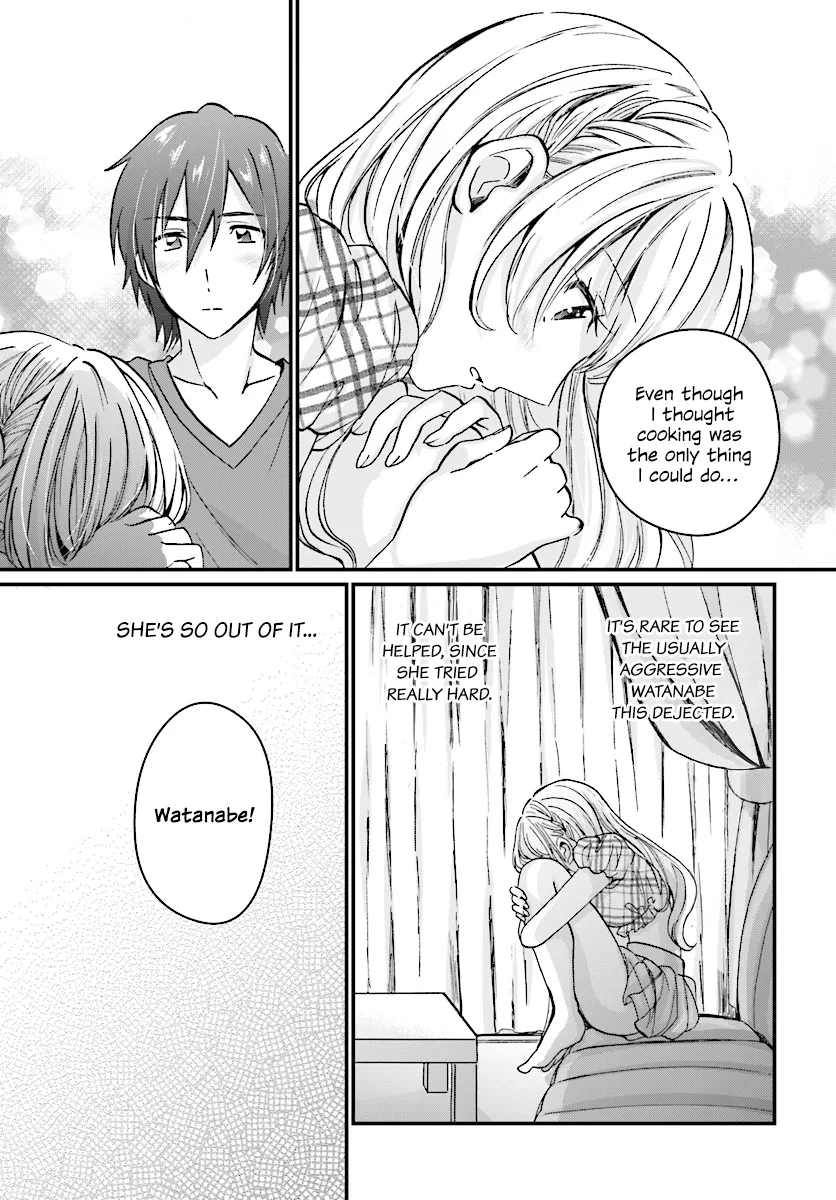 Even though
I thought
cooking was
the only thing
I could do...
IT'S RARE TO SEE
THE USUALLY
AGGRESSIVE
WATANABE
THIS DEJECTED.
IT CAN'T BE
HELPED, SINCE
SHE TRIED
REALLY HARD.
SHE'S SO OUT OF IT...
Watanabe!